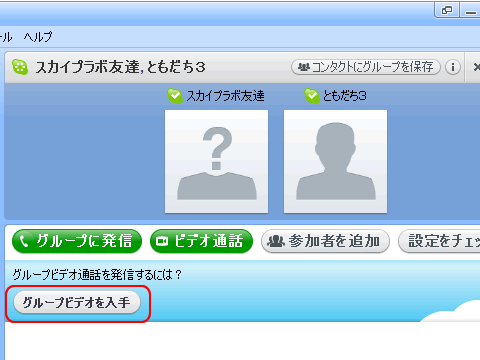 ール ヘルプ
スカイプラボ友達, ともだち3 コンタクトにグループを保存
スカイプラボ友達 ともだち3
グループに発信 ビデオ通話 参加者を追加 設定をチェッ
グループビデオ通話を発信するには?
グループビデオを入手